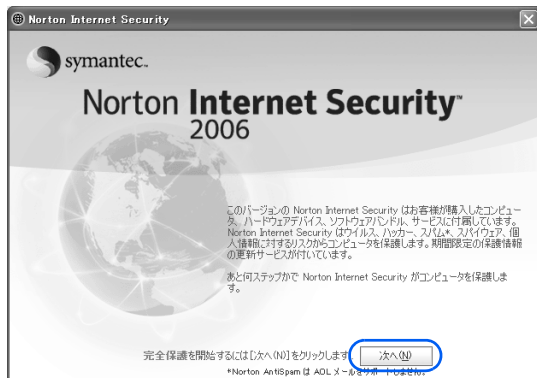 Norton Internet Security
symantec.
Norton Internet Security™
2006
このバージョンの Norton Internet Security はお客様が購入したコンピュー
タ、ハードウェアデバイス、ソフトウェアバンドル、サービスに付属しています。
Norton Internet Security はウイルス、ハッカー、スパム*、スパイウェア、個
人情報に対するリスクからコンピュータを保護します。期間限定の保護情報
の更新サービスが付いています。
あと何ステップかで Norton Internet Security がコンピュータを保護しま
す。
完全保護を開始するには[次へ(N)]をクリックします。
次へ(N)
*Norton AntiSpam は AOL メールをサポートしません。